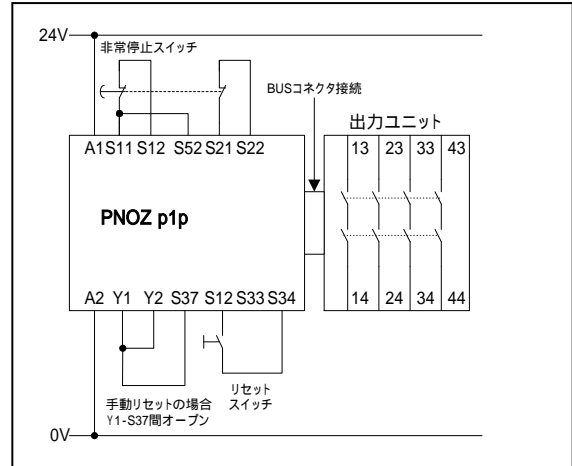 24V
非常停止スイッチ
BUSコネクタ接続
出力ユニット
A1 S11 S12 S52 S21 S22
13 23 33 43
PNOZ p1p
A2 Y1 Y2 S37 S12 S33 S34
14 24 34 44
手動リセットの場合
Y1-S37間オープン
リセット
スイッチ
0V